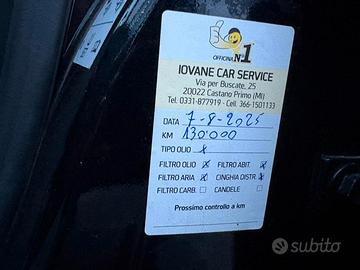 OFFICINA N°1
IOVANE CAR SERVICE
Via per Buscate, 25
20022 Castano Primo (MI)
Tel. 0331-877919 - Cell. 366-1501133
DATA 7-8-2025
KM 130'000
TIPO OLIO x
FILTRO OLIO x FILTRO ABIT. x
FILTRO ARIA x CINGHIA DISTR. x
FILTRO CARB. CANDELE
Prossimo controllo a km
subito